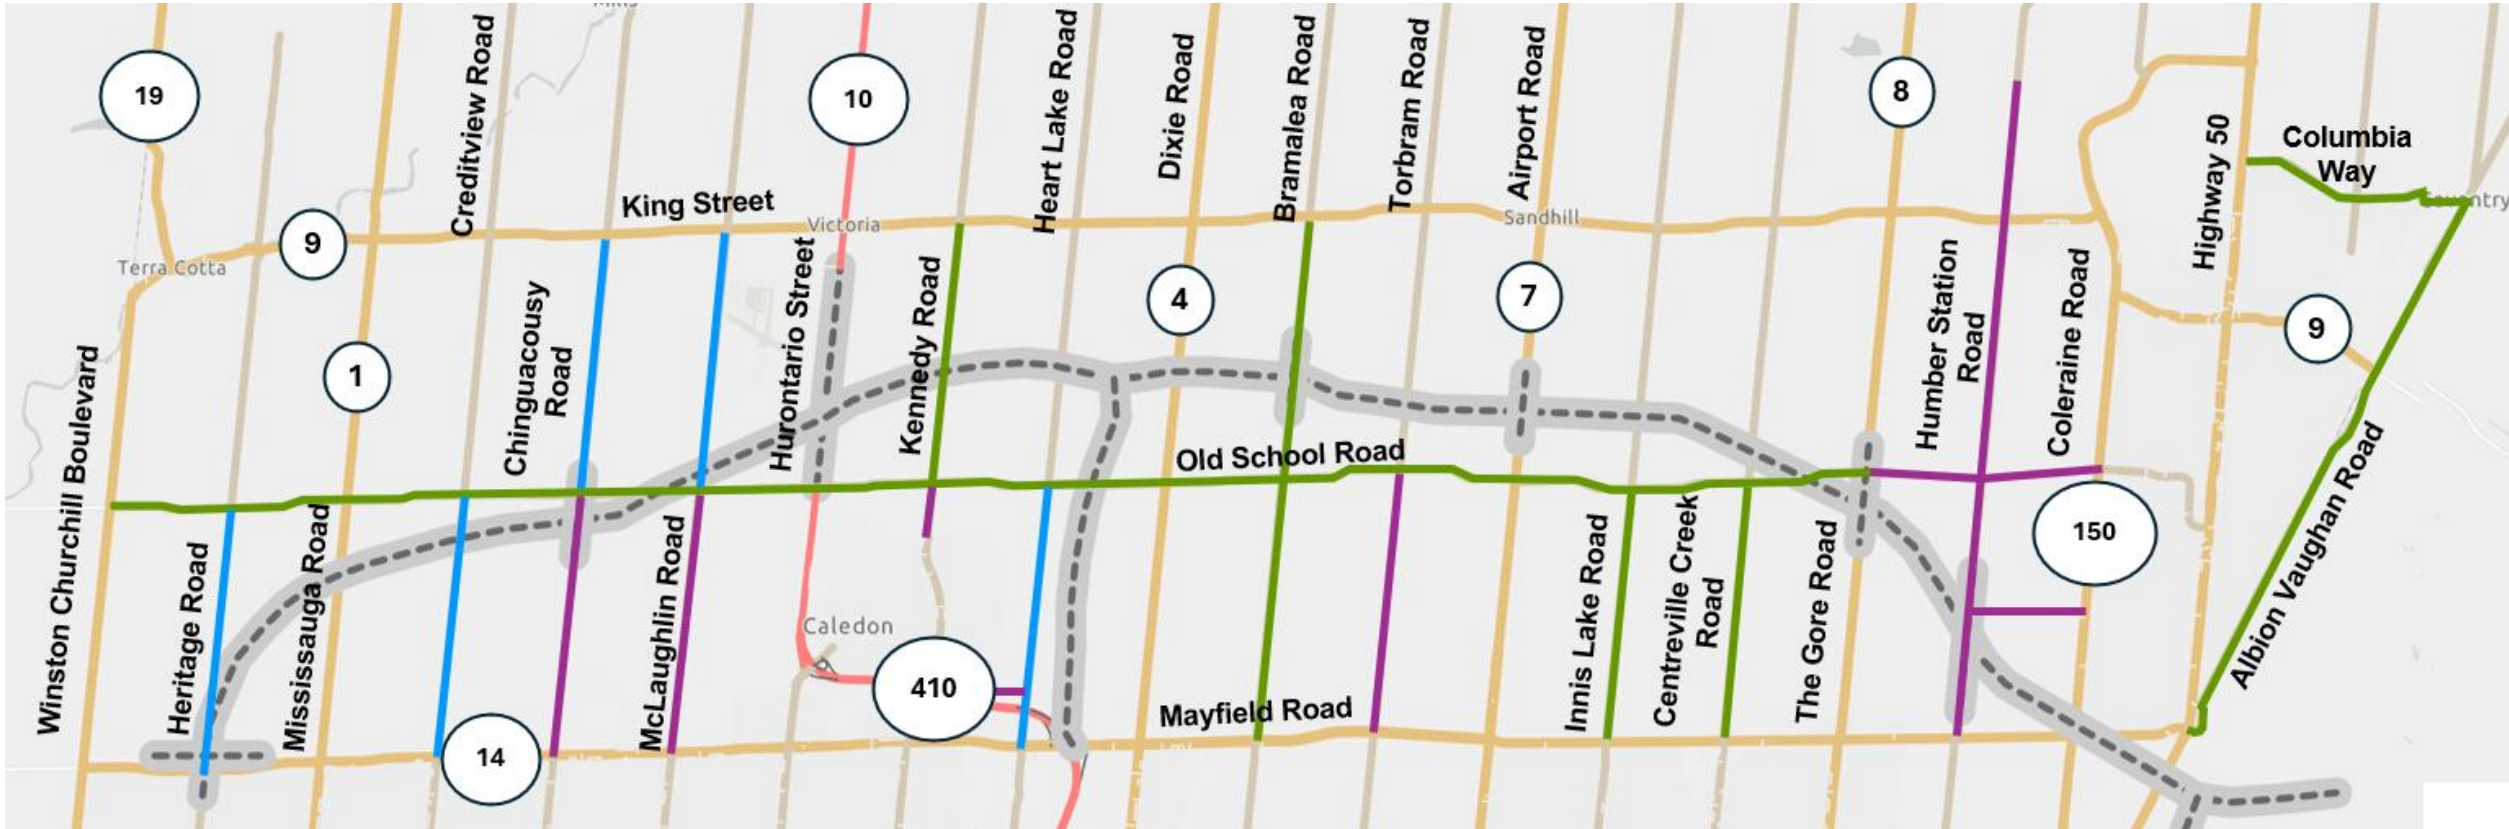 Mills
19
10
8
Creditview Road
Heart Lake Road
Dixie Road
Bramalea Road
Torbram Road
Airport Road
Highway 50
Columbia
Way
King Street
Victoria
Sandhill
Coventry
9
Terra Cotta
1
Chinguacousy
Road
Hurontario Street
Kennedy Road
4
7
Humber Station
Road
Coleraine Road
9
Winston Churchill Boulevard
Old School Road
Heritage Road
Mississauga Road
McLaughlin Road
Caledon
410
Innis Lake Road
Centreville Creek
Road
The Gore Road
150
Albion Vaughan Road
Mayfield Road
14